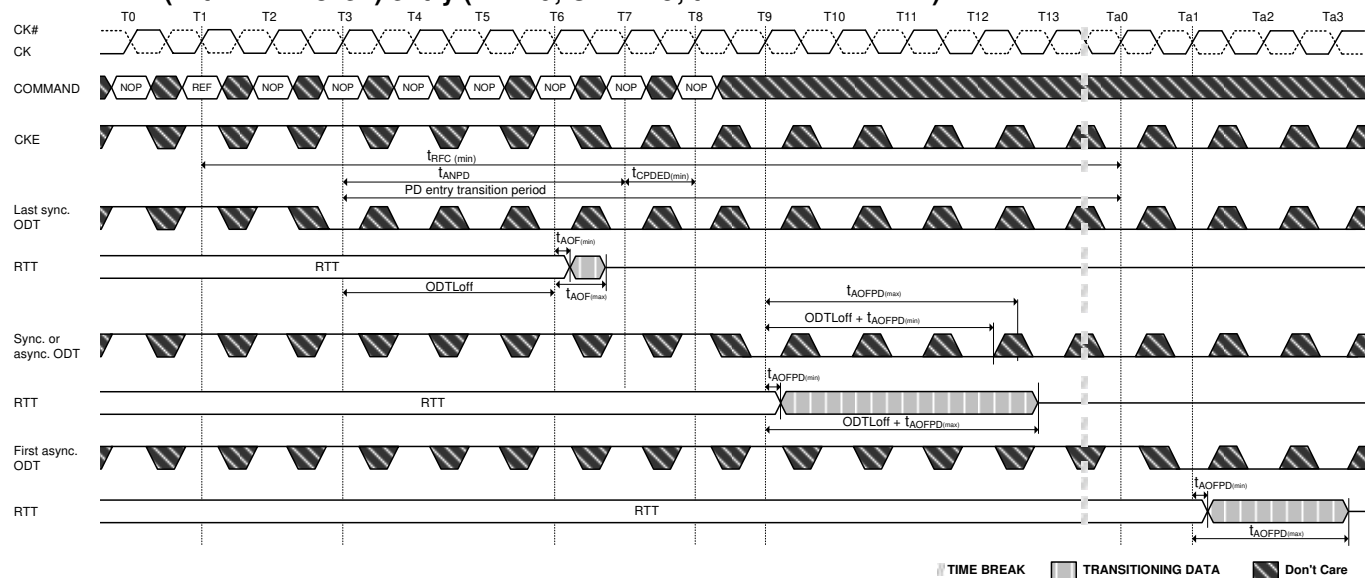 T0 T1 T2 T3 T4 T5 T6 T7 T8 T9 T10 T11 T12 T13 Ta0 Ta1 Ta2 Ta3
CK#
CK
COMMAND NOP REF NOP NOP NOP NOP NOP NOP NOP
CKE
tRFC (min)
tANPD tCPDED(min)
PD entry transition period
Last sync.
ODT
tAOF(min)
RTT RTT
ODTLoff tAOF(max)
tAOFPD(max)
ODTLoff + tAOFPD(min)
Sync. or
async. ODT
tAOFPD(min)
RTT RTT
ODTLoff + tAOFPD(max)
First async.
ODT
tAOFPD(min)
RTT RTT
tAOFPD(max)
TIME BREAK TRANSITIONING DATA Don't Care